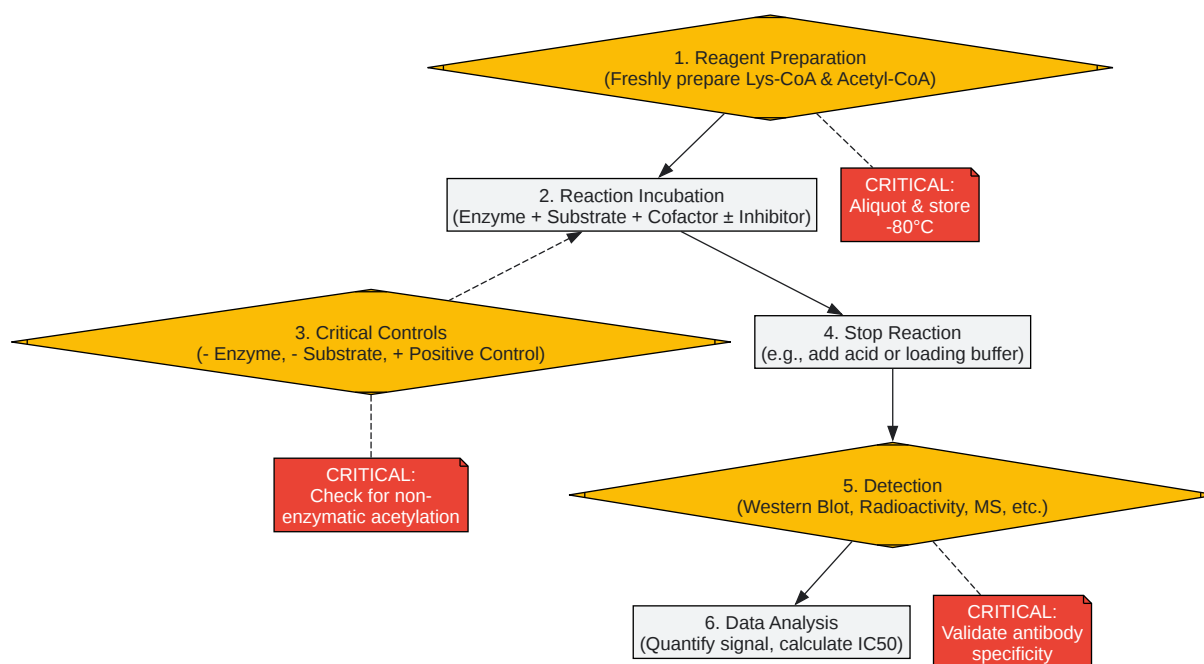 1. Reagent Preparation
(Freshly prepare Lys-CoA & Acetyl-CoA)
CRITICAL:
Aliquot & store
-80°C
2. Reaction Incubation
(Enzyme + Substrate + Cofactor ± Inhibitor)
3. Critical Controls
(- Enzyme, - Substrate, + Positive Control)
CRITICAL:
Check for non-
enzymatic acetylation
4. Stop Reaction
(e.g., add acid or loading buffer)
5. Detection
(Western Blot, Radioactivity, MS, etc.)
CRITICAL:
Validate antibody
specificity
6. Data Analysis
(Quantify signal, calculate IC50)